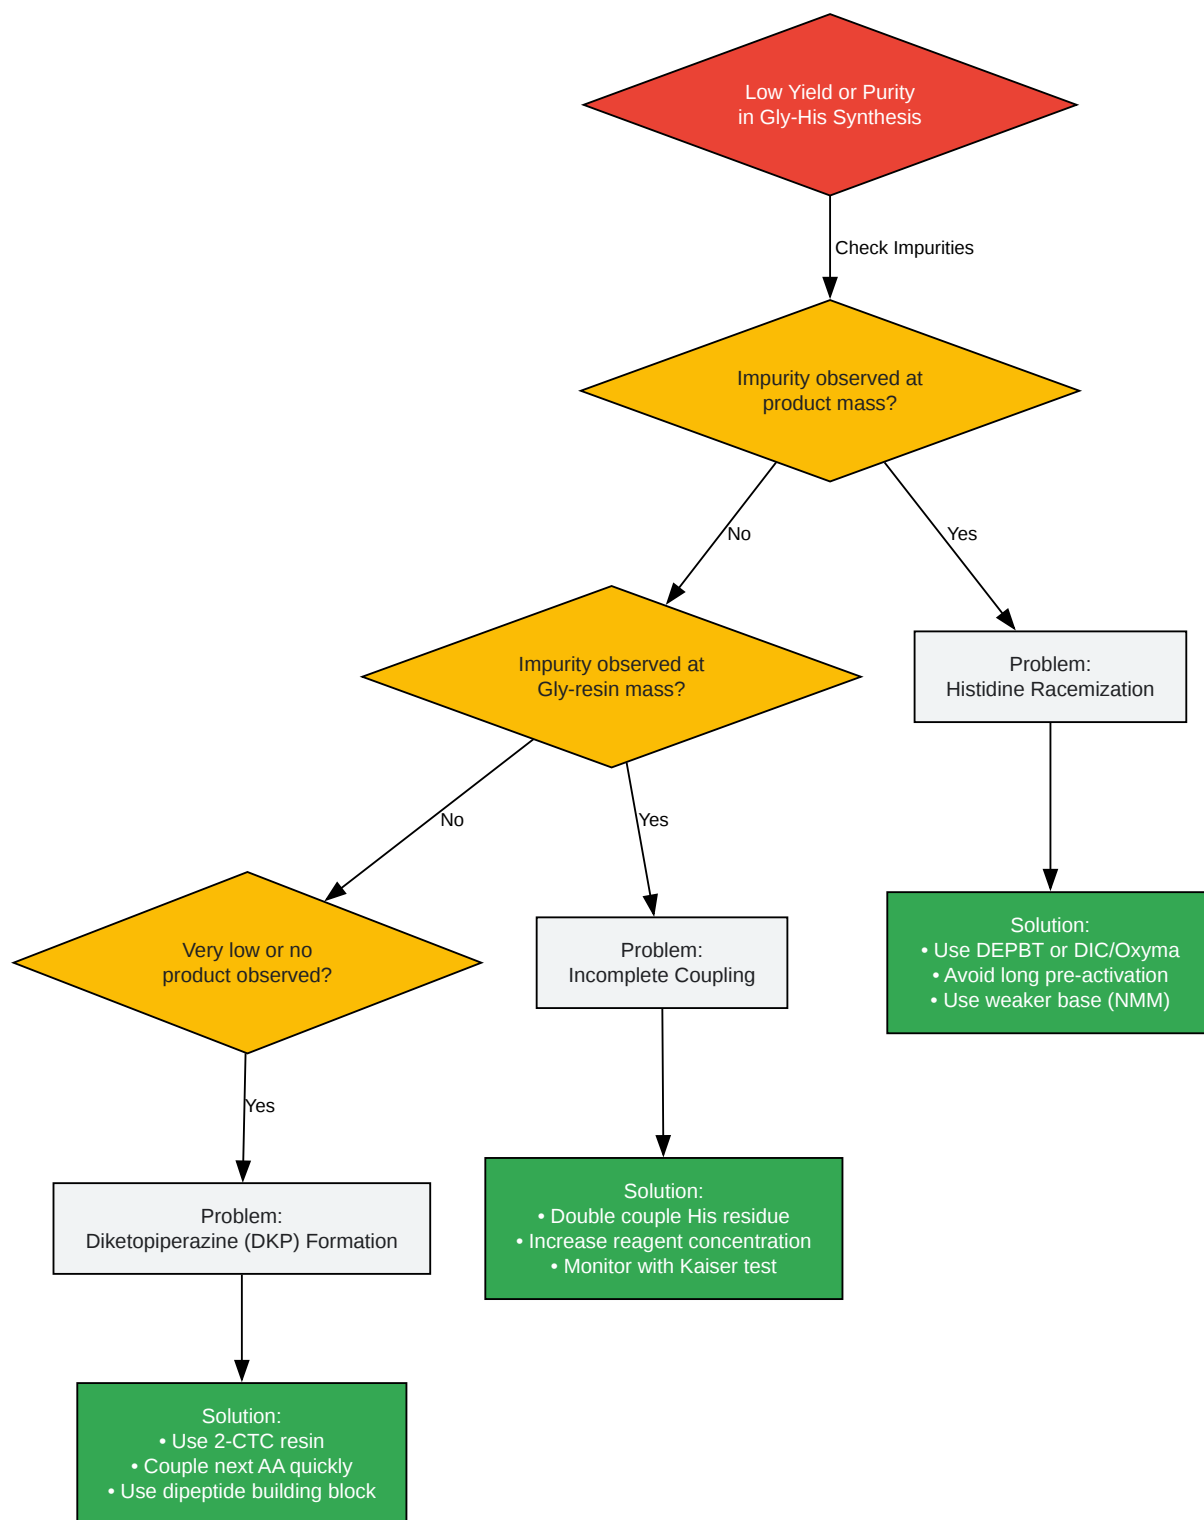 Low Yield or Purity
in Gly-His Synthesis
Check Impurities
Impurity observed at
product mass?
No
Yes
Impurity observed at
Gly-resin mass?
Problem:
Histidine Racemization
No
Yes
Very low or no
product observed?
Problem:
Incomplete Coupling
Solution:
• Use DEPBT or DIC/Oxyma
• Avoid long pre-activation
• Use weaker base (NMM)
Yes
Problem:
Diketopiperazine (DKP) Formation
Solution:
• Double couple His residue
• Increase reagent concentration
• Monitor with Kaiser test
Solution:
• Use 2-CTC resin
• Couple next AA quickly
• Use dipeptide building block